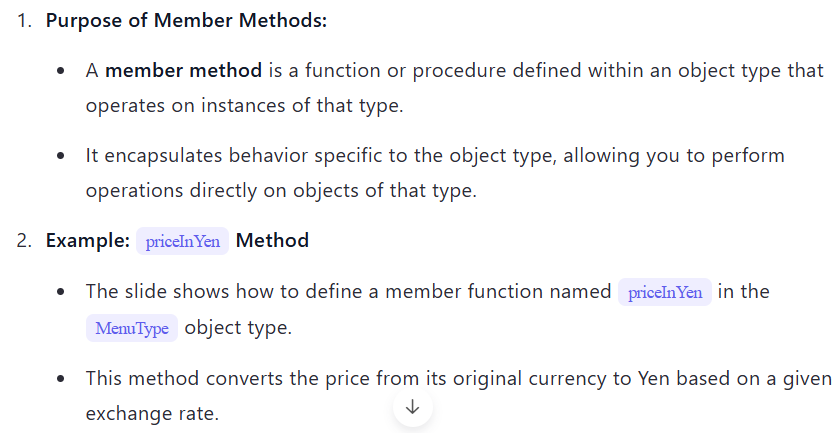 1. Purpose of Member Methods:
• A member method is a function or procedure defined within an object type that
operates on instances of that type.
• It encapsulates behavior specific to the object type, allowing you to perform
operations directly on objects of that type.
2. Example: priceInYen Method
• The slide shows how to define a member function named priceInYen in the
MenuType object type.
• This method converts the price from its original currency to Yen based on a given
exchange rate.